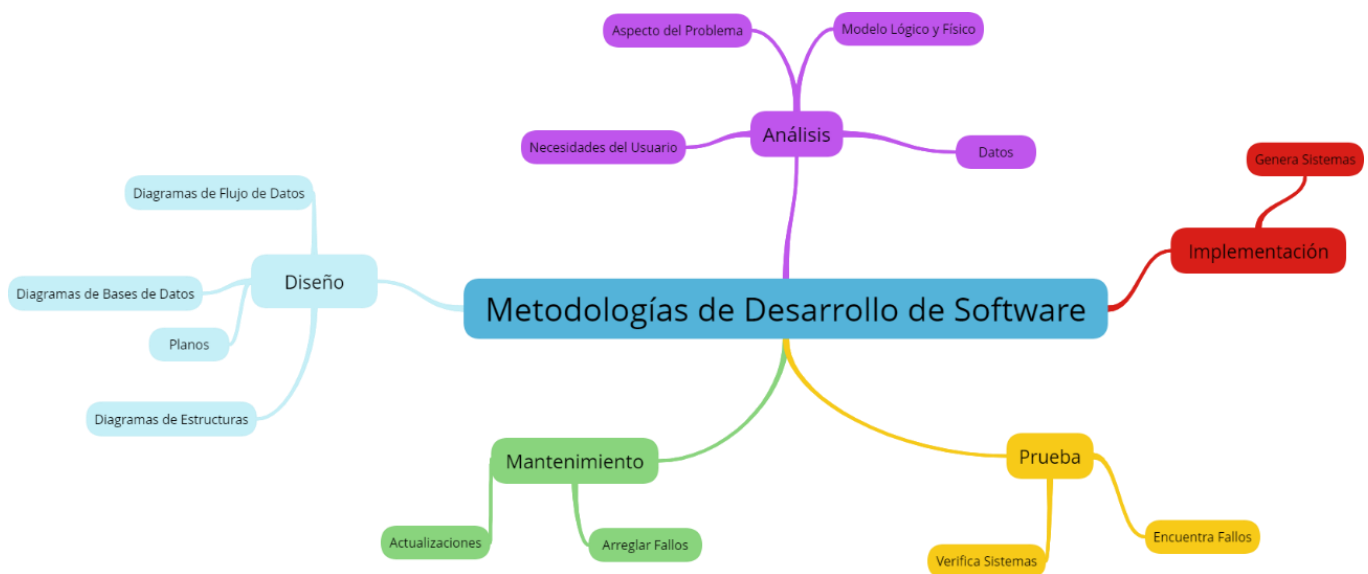 Aspecto del Problema
Modelo Lógico y Físico
Análisis
Necesidades del Usuario
Datos
Genera Sistemas
Implementación
Diagramas de Flujo de Datos
Diseño
Diagramas de Bases de Datos
Planos
Diagramas de Estructuras
Metodologías de Desarrollo de Software
Mantenimiento
Actualizaciones
Arreglar Fallos
Prueba
Encuentra Fallos
Verifica Sistemas